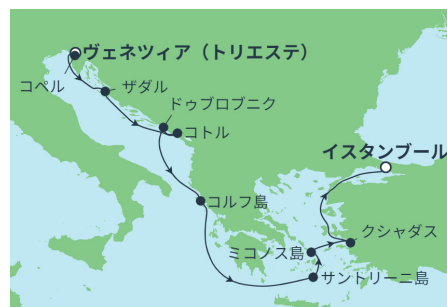 ヴェネツィア（トリエステ）
コペル
ザダル
ドゥブロブニク
コトル
イスタンブール
コルフ島
クシャダス
ミコノス島
サントリーニ島